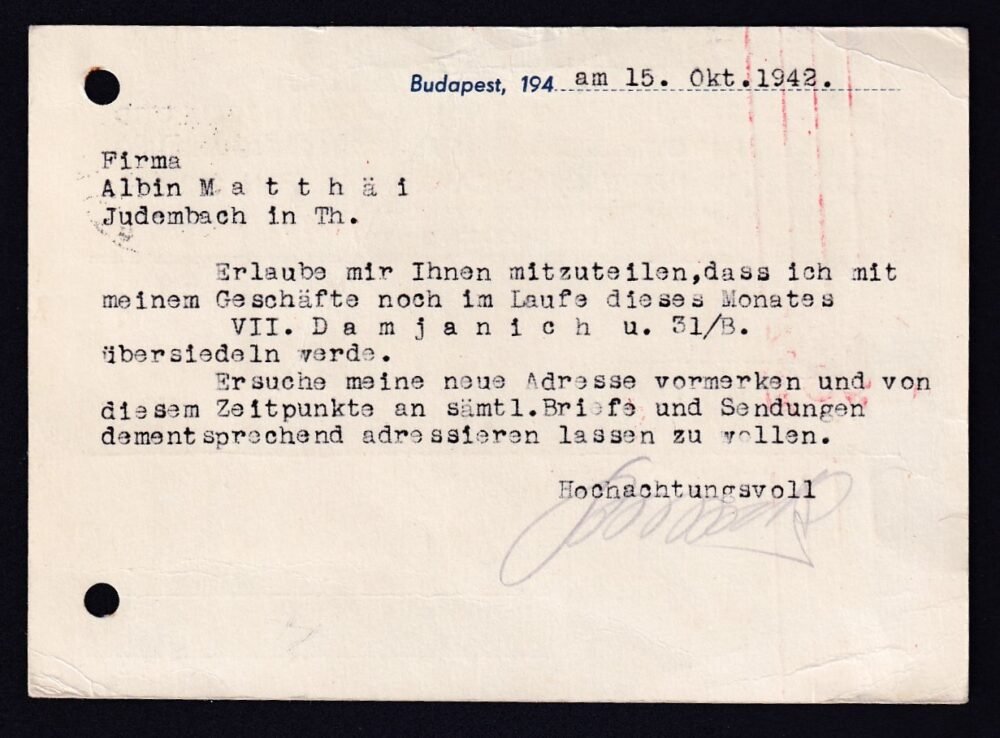 Budapest, 194 am 15. Okt.1942.
Firma
Albin M a t t h ä i
Judembach in Th.
Erlaube mir Ihnen mitzuteilen,dass ich mit
meinem Geschäfte noch im Laufe dieses Monates
VII. D a m j a n i c h u. 31/B.
übersiedeln werde.
Ersuche meine neue Adresse vormerken und von
diesem Zeitpunkte an sämtl.Briefe und Sendungen
dementsprechend adressieren lassen zu wollen.
Hochachtungsvoll